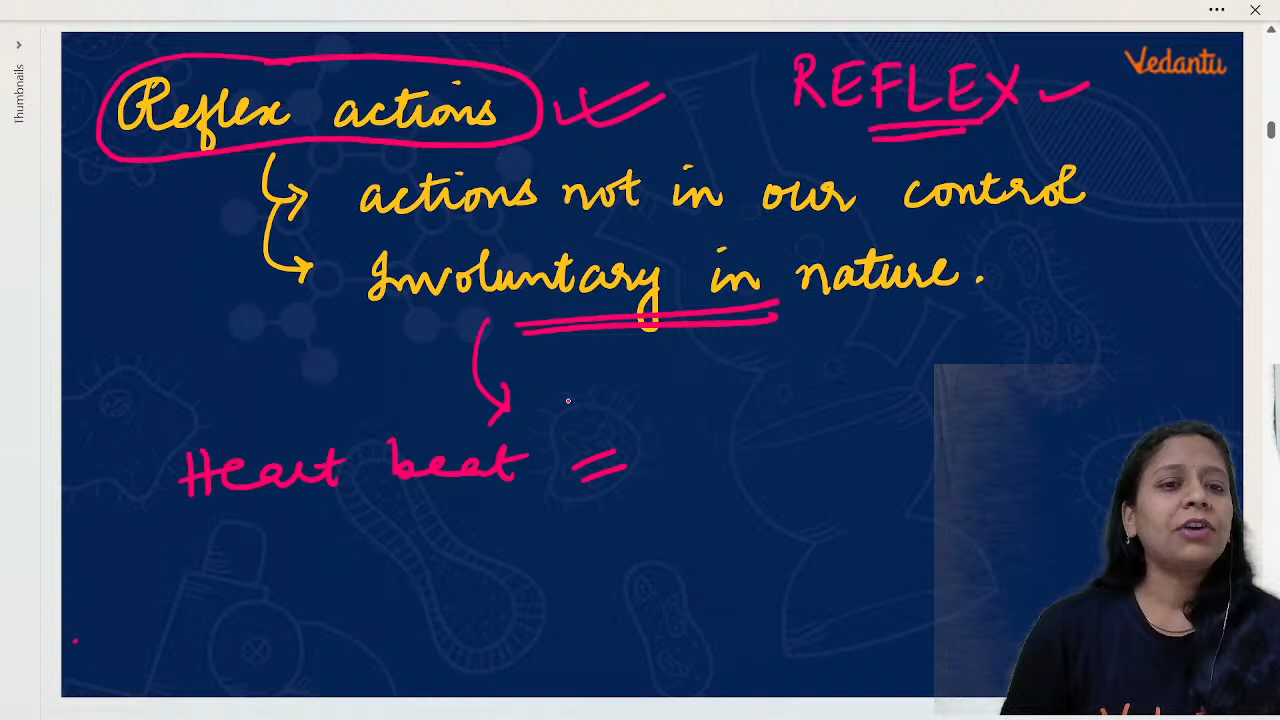 Thumbnails
Vedantu
Reflex actions
REFLEX
actions not in our control
Involuntary in nature.
Heart beat